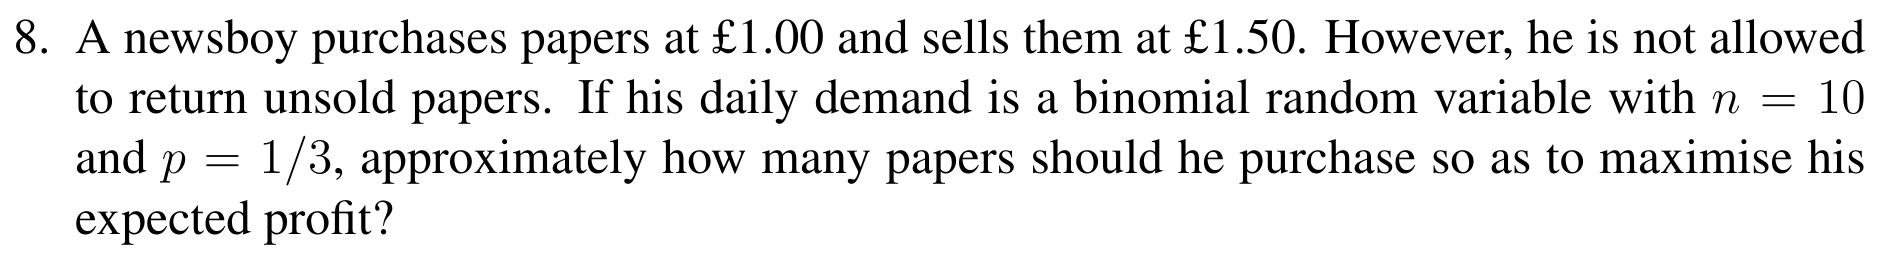 8. A newsboy purchases papers at £1.00 and sells them at £1.50. However, he is not allowed
to return unsold papers. If his daily demand is a binomial random variable with n = 10
and p = 1/3, approximately how many papers should he purchase so as to maximise his
expected profit?